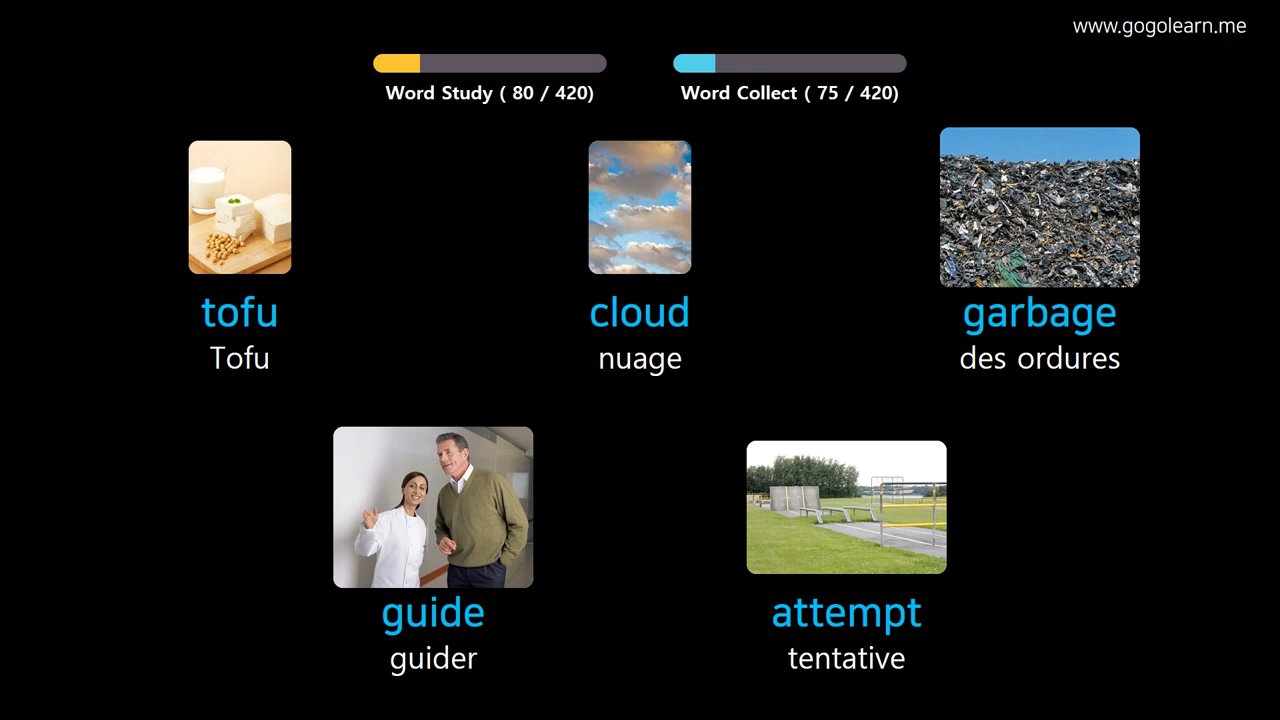 www.gogolearn.me
Word Study ( 80 / 420)
Word Collect ( 75 / 420)
tofu
Tofu
cloud
nuage
garbage
des ordures
guide
guider
attempt
tentative